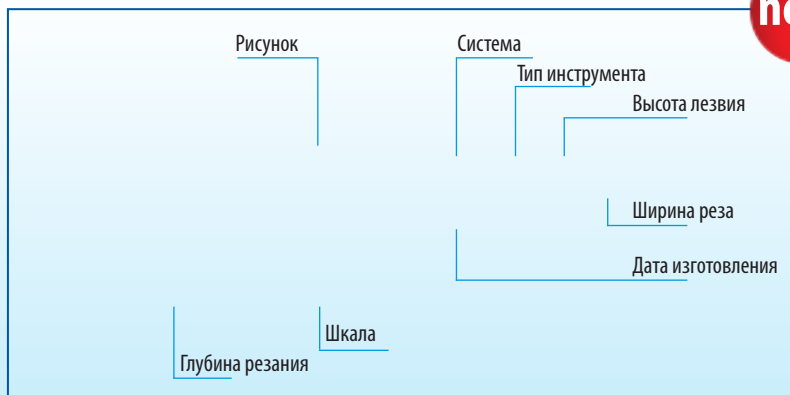 Рисунок
Система
Тип инструмента
Высота лезвия
Ширина реза
Дата изготовления
Шкала
Глубина резания